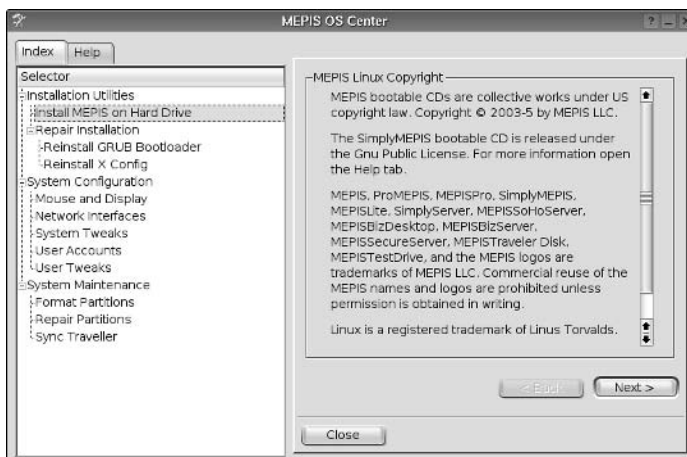 MEPIS OS Center
Index
Help
Selector
Installation Utilities
Install MEPIS on Hard Drive
Repair Installation
Reinstall GRUB Bootloader
Reinstall X Config
System Configuration
Mouse and Display
Network Interfaces
System Tweaks
User Accounts
User Tweaks
System Maintenance
Format Partitions
Repair Partitions
Sync Traveller
MEPIS Linux Copyright
MEPIS bootable CDs are collective works under US
copyright law. Copyright © 2003-5 by MEPIS LLC.
The SimplyMEPIS bootable CD is released under
the Gnu Public License. For more information open
the Help tab.
MEPIS, ProMEPIS, MEPISPro, SimplyMEPIS,
MEPISLite, SimplyServer, MEPISSoHoServer,
MEPISBizDesktop, MEPISBizServer,
MEPISSecureServer, MEPISTraveler Disk,
MEPISTestDrive, and the MEPIS logos are
trademarks of MEPIS LLC. Commercial reuse of the
MEPIS names and logos are prohibited unless
permission is obtained in writing.
Linux is a registered trademark of Linus Torvalds.
< Back
Next >
Close